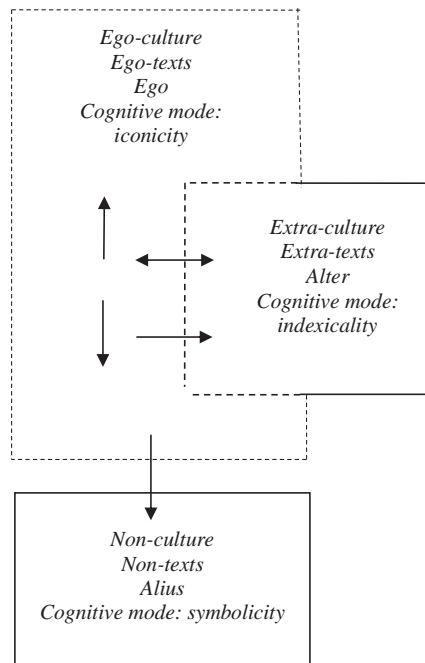 Ego-culture
Ego-texts
Ego
Cognitive mode:
iconicity
Extra-culture
Extra-texts
Alter
Cognitive mode:
indexicality
Non-culture
Non-texts
Alius
Cognitive mode: symbolicity